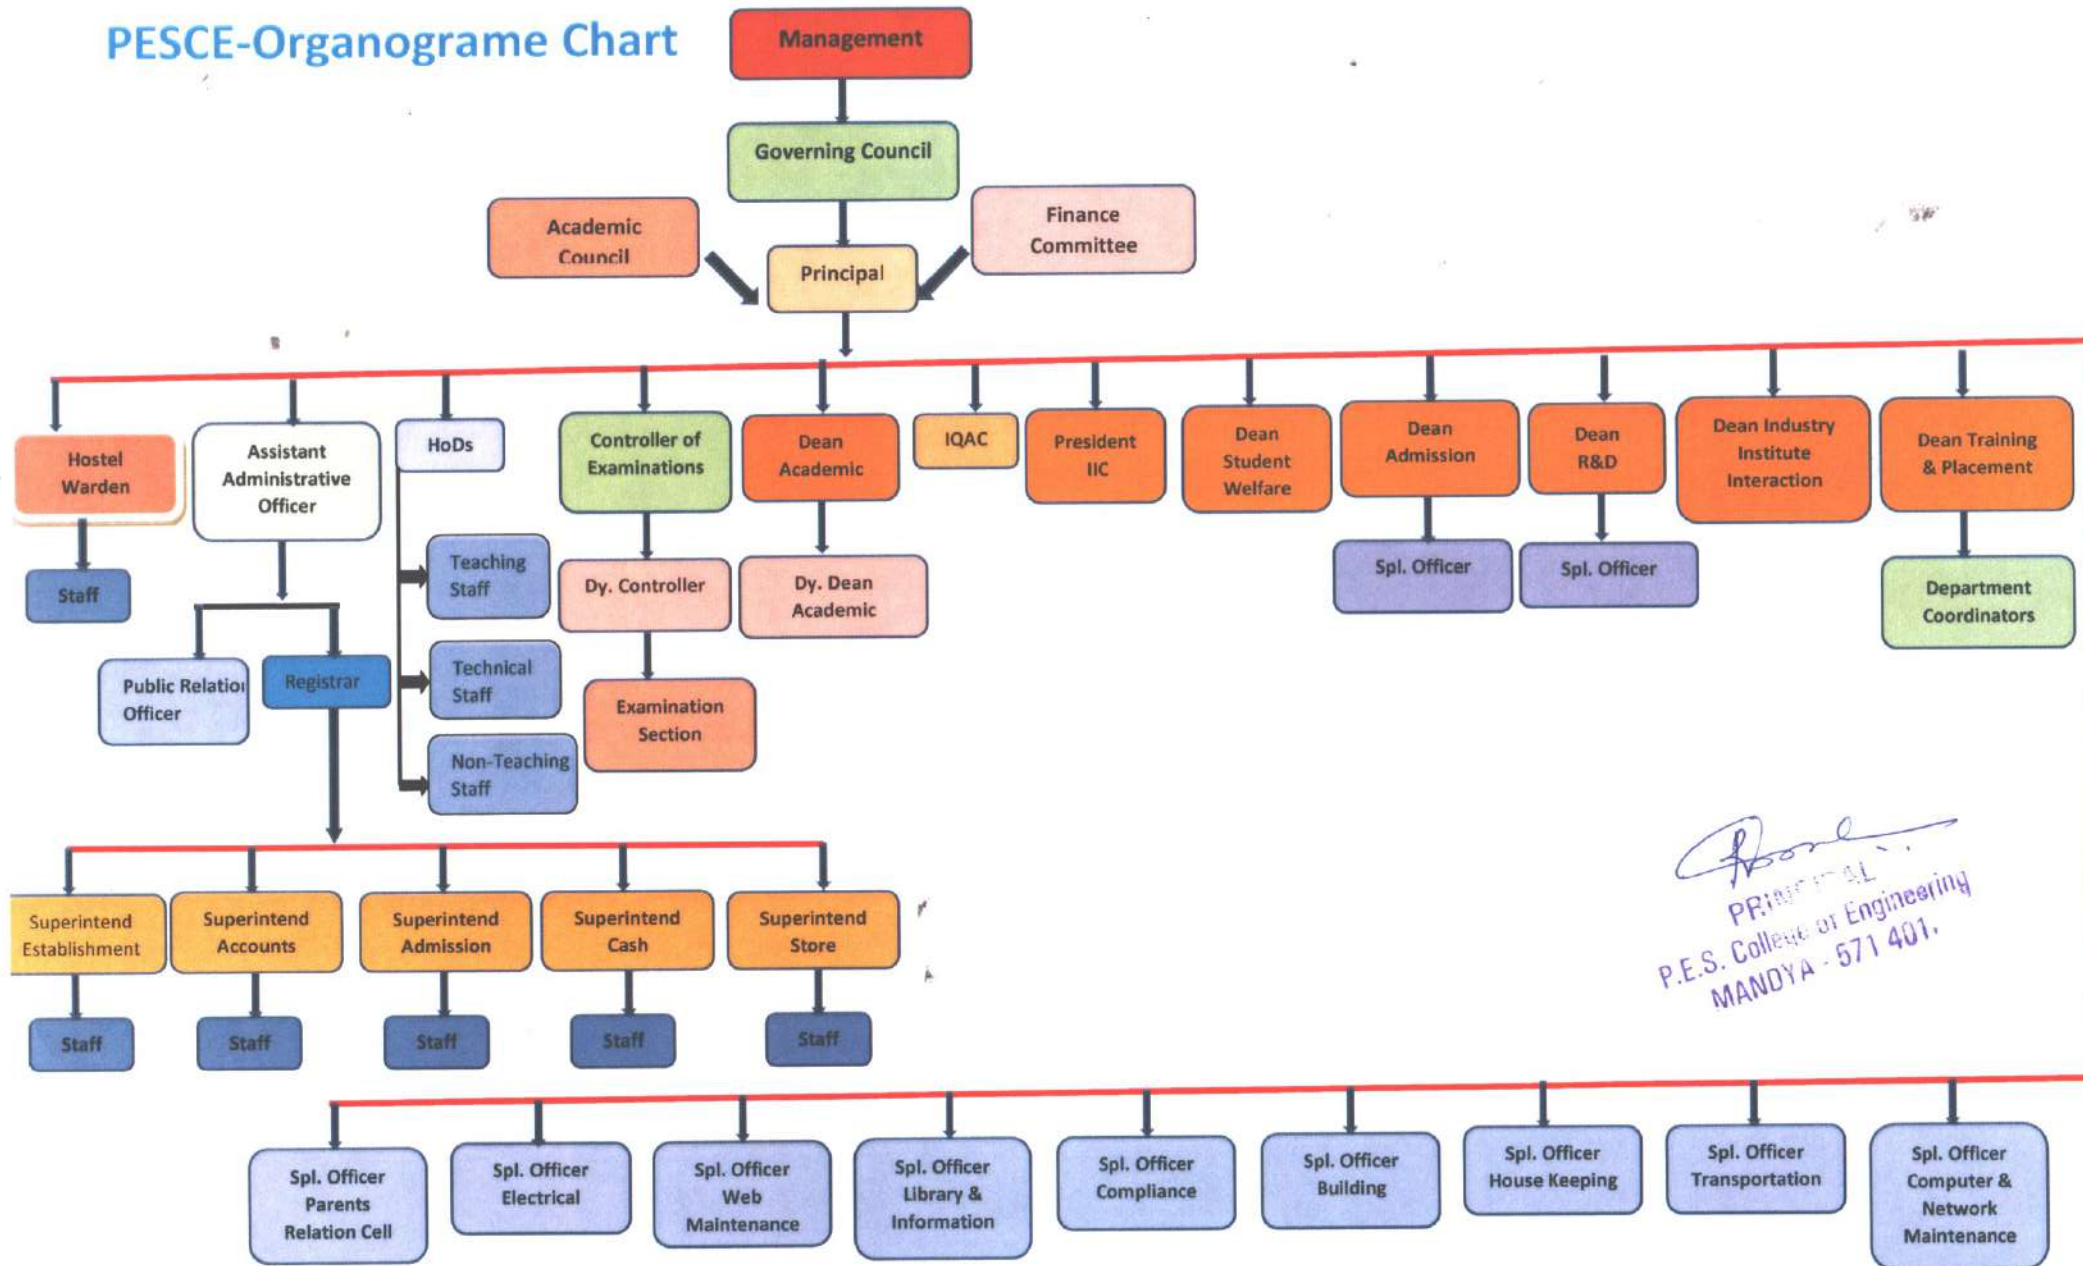 PESCE-Organograme Chart
Management
Governing Council
Academic
Council
Finance
Committee
Principal
Hostel
Warden
Assistant
Administrative
Officer
HoDs
Controller of
Examinations
Dean
Academic
IQAC
President
IIC
Dean
Student
Welfare
Dean
Admission
Dean
R&D
Dean Industry
Institute
Interaction
Dean Training
& Placement
Staff
Teaching
Staff
Dy. Controller
Dy. Dean
Academic
Spl. Officer
Spl. Officer
Department
Coordinators
Public Relation
Officer
Registrar
Technical
Staff
Examination
Section
Non-Teaching
Staff
Superintend
Establishment
Superintend
Accounts
Superintend
Admission
Superintend
Cash
Superintend
Store
Staff
Staff
Staff
Staff
Staff
PRINCIPAL
P.E.S. College of Engineering
MANDYA - 571 401.
Spl. Officer
Parents
Relation Cell
Spl. Officer
Electrical
Spl. Officer
Web
Maintenance
Spl. Officer
Library &
Information
Spl. Officer
Compliance
Spl. Officer
Building
Spl. Officer
House Keeping
Spl. Officer
Transportation
Spl. Officer
Computer &
Network
Maintenance